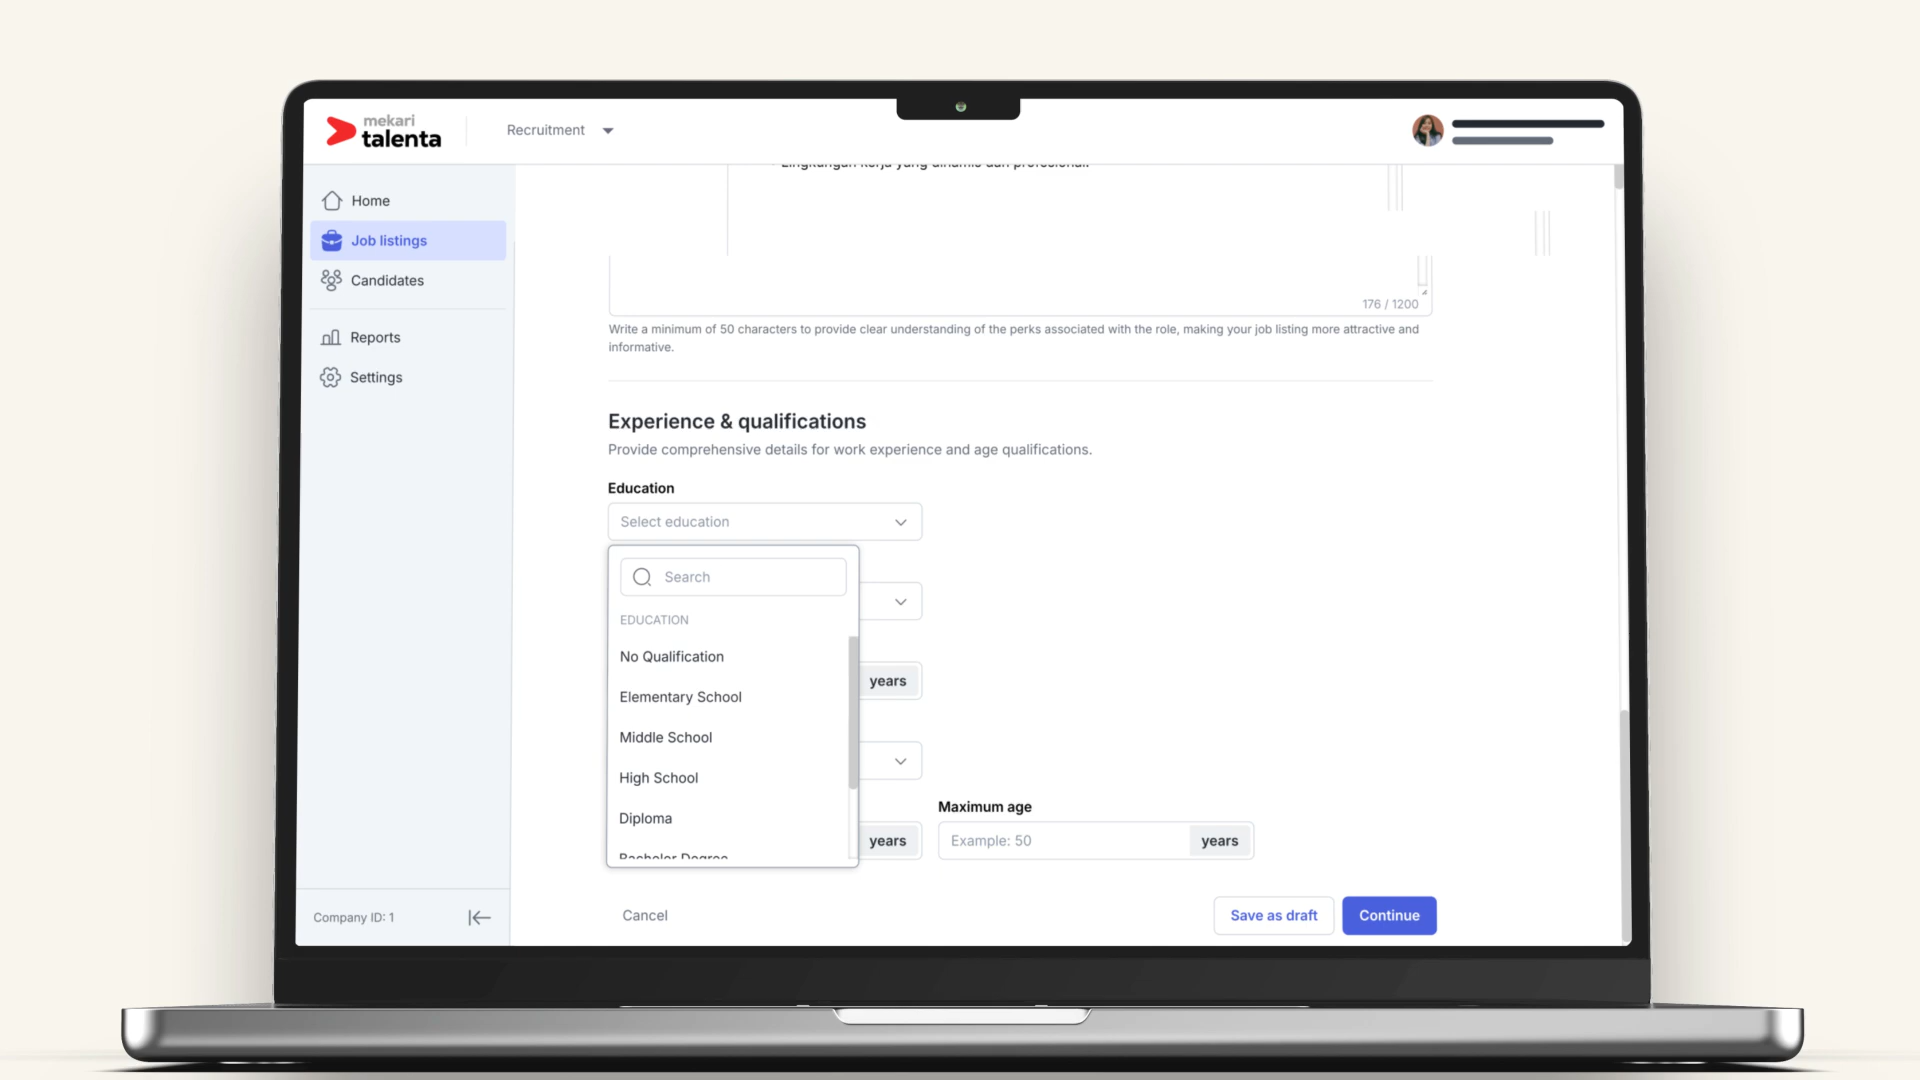 mekari
talenta
Recruitment
Lingkungan kerja yang dinamis dan profesional.
Home
Job listings
Candidates
Reports
Settings
176 / 1200
Write a minimum of 50 characters to provide clear understanding of the perks associated with the role, making your job listing more attractive and
informative.
Experience & qualifications
Provide comprehensive details for work experience and age qualifications.
Education
Select education
Search
EDUCATION
No Qualification
Elementary School
years
Middle School
High School
Diploma
Maximum age
years
Example: 50
years
Bachelor Degree
Company ID: 1
Cancel
Save as draft
Continue